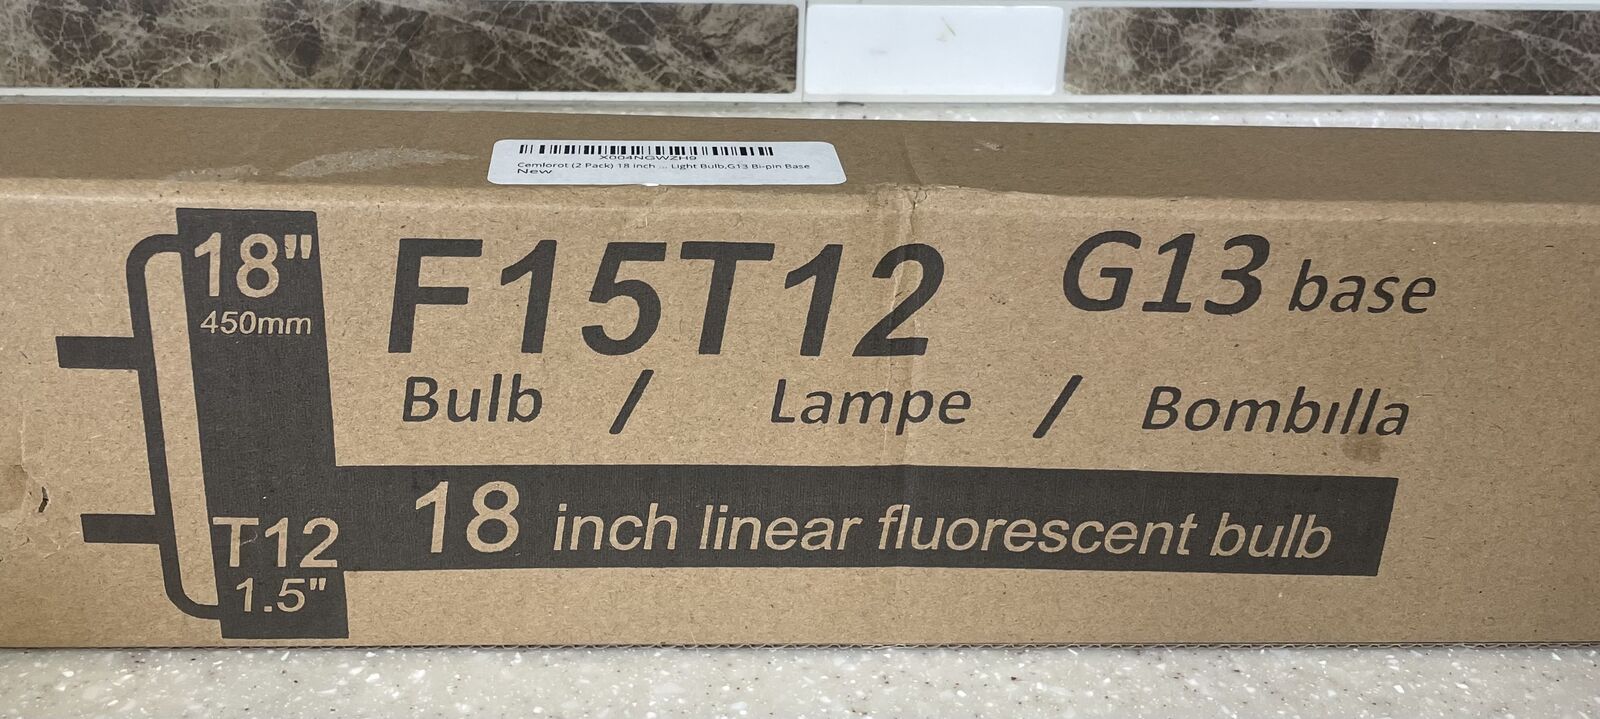 X004NGWZH9
Cemlorot (2 Pack) 18 inch ... Light Bulb,G13 Bi-pin Base
New
18"
450mm
F15T12 G13 base
Bulb / Lampe / Bombılla
18 inch linear fluorescent bulb
T12
1.5"